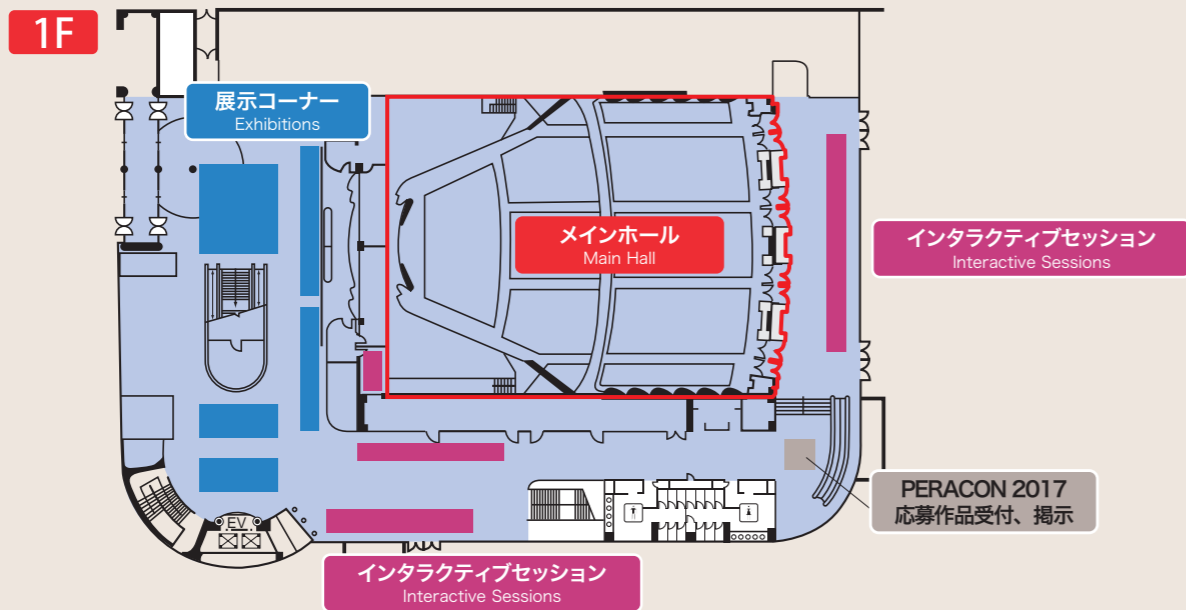 1F
展示コーナー
Exhibitions
メインホール
Main Hall
インタラクティブセッション
Interactive Sessions
PERACON 2017
応募作品受付、掲示
EV
インタラクティブセッション
Interactive Sessions